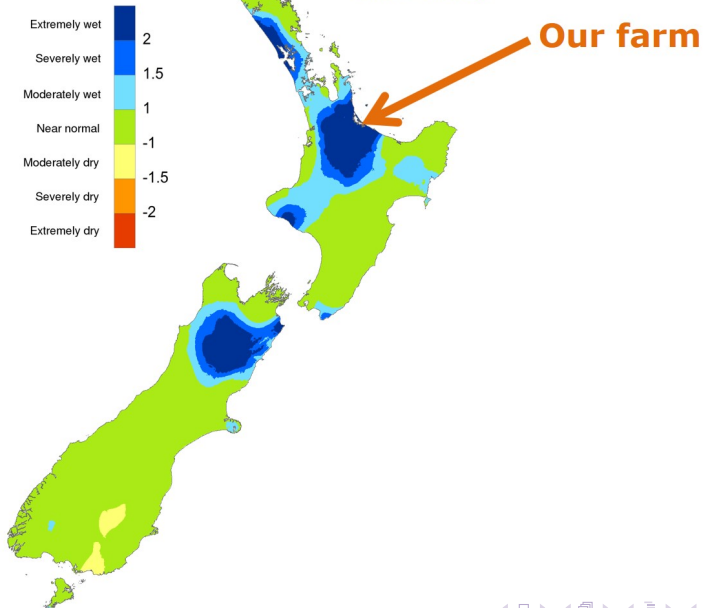 Extremely wet
2
Severely wet
1.5
Moderately wet
1
Near normal
-1
Moderately dry
-1.5
Severely dry
-2
Extremely dry
Our farm